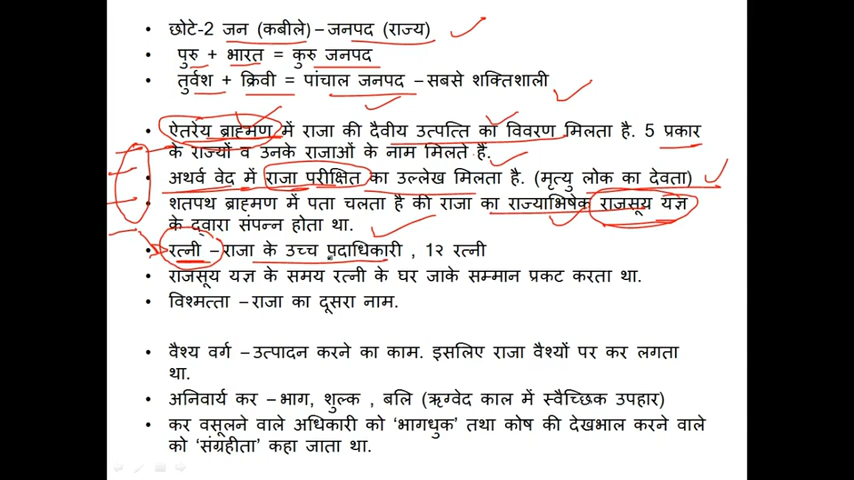 • छोटे-2 जन (कबीले) – जनपद (राज्य)
• पुरु + भारत = कुरु जनपद
• तुर्वश + क्रिवी = पांचाल जनपद – सबसे शक्तिशाली
• ऐतरेय ब्राह्मण में राजा की दैवीय उत्पत्ति का विवरण मिलता है. 5 प्रकार
के राज्यों व उनके राजाओं के नाम मिलते हैं.
• अथर्व वेद में राजा परीक्षित का उल्लेख मिलता है. (मृत्यु लोक का देवता)
• शतपथ ब्राह्मण में पता चलता है की राजा का राज्याभिषेक राजसूय यज्ञ
के द्वारा संपन्न होता था.
• रत्नी – राजा के उच्च पदाधिकारी , 1२ रत्नी
• राजसूय यज्ञ के समय रत्नी के घर जाके सम्मान प्रकट करता था.
• विश्मत्ता – राजा का दूसरा नाम.
• वैश्य वर्ग – उत्पादन करने का काम. इसलिए राजा वैश्यों पर कर लगता
था.
• अनिवार्य कर – भाग, शुल्क , बलि (ऋग्वेद काल में स्वैच्छिक उपहार)
• कर वसूलने वाले अधिकारी को ‘भागधुक’ तथा कोष की देखभाल करने वाले
को ‘संग्रहीता’ कहा जाता था.